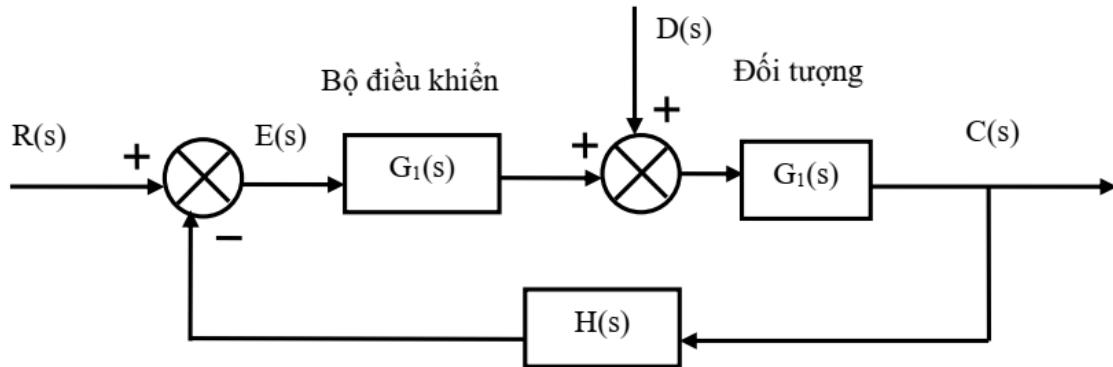 D(s)
Bộ điều khiển
Đối tượng
R(s)
+
E(s)
G₁(s)
+
+
G₁(s)
C(s)
−
H(s)